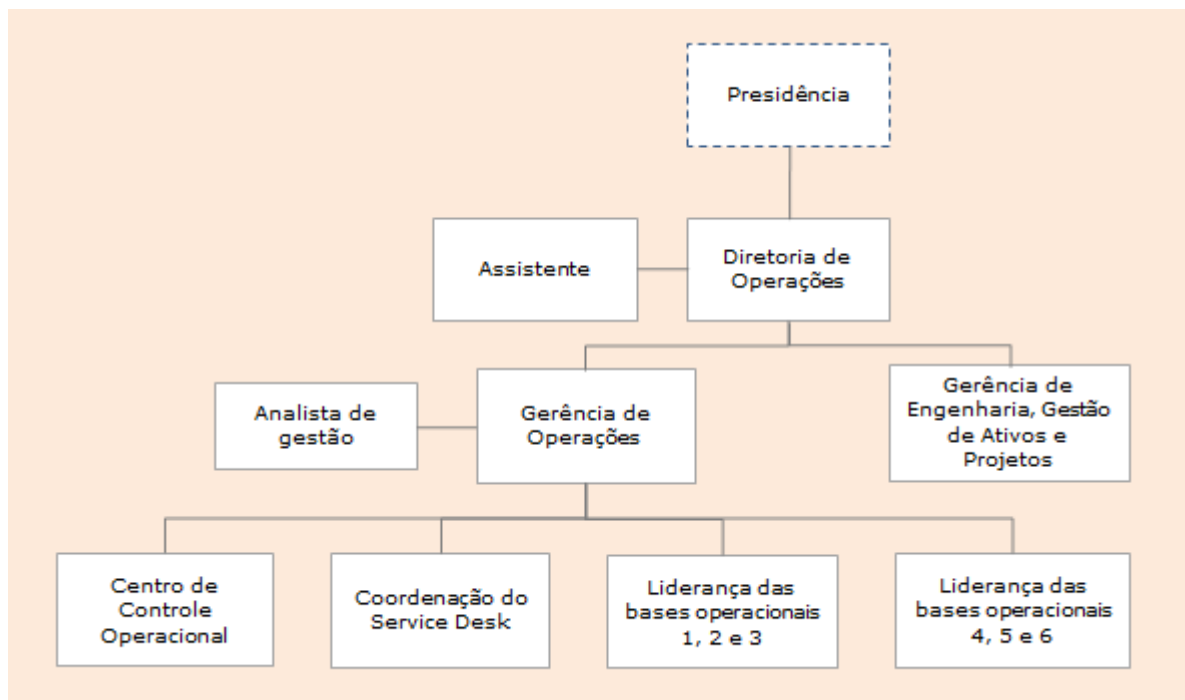 Presidência
Assistente
Diretoria de
Operações
Analista de
gestão
Gerência de
Operações
Gerência de
Engenharia, Gestão
de Ativos e
Projetos
Centro de
Controle
Operacional
Coordenação do
Service Desk
Liderança das
bases operacionais
1, 2 e 3
Liderança das
bases operacionais
4, 5 e 6